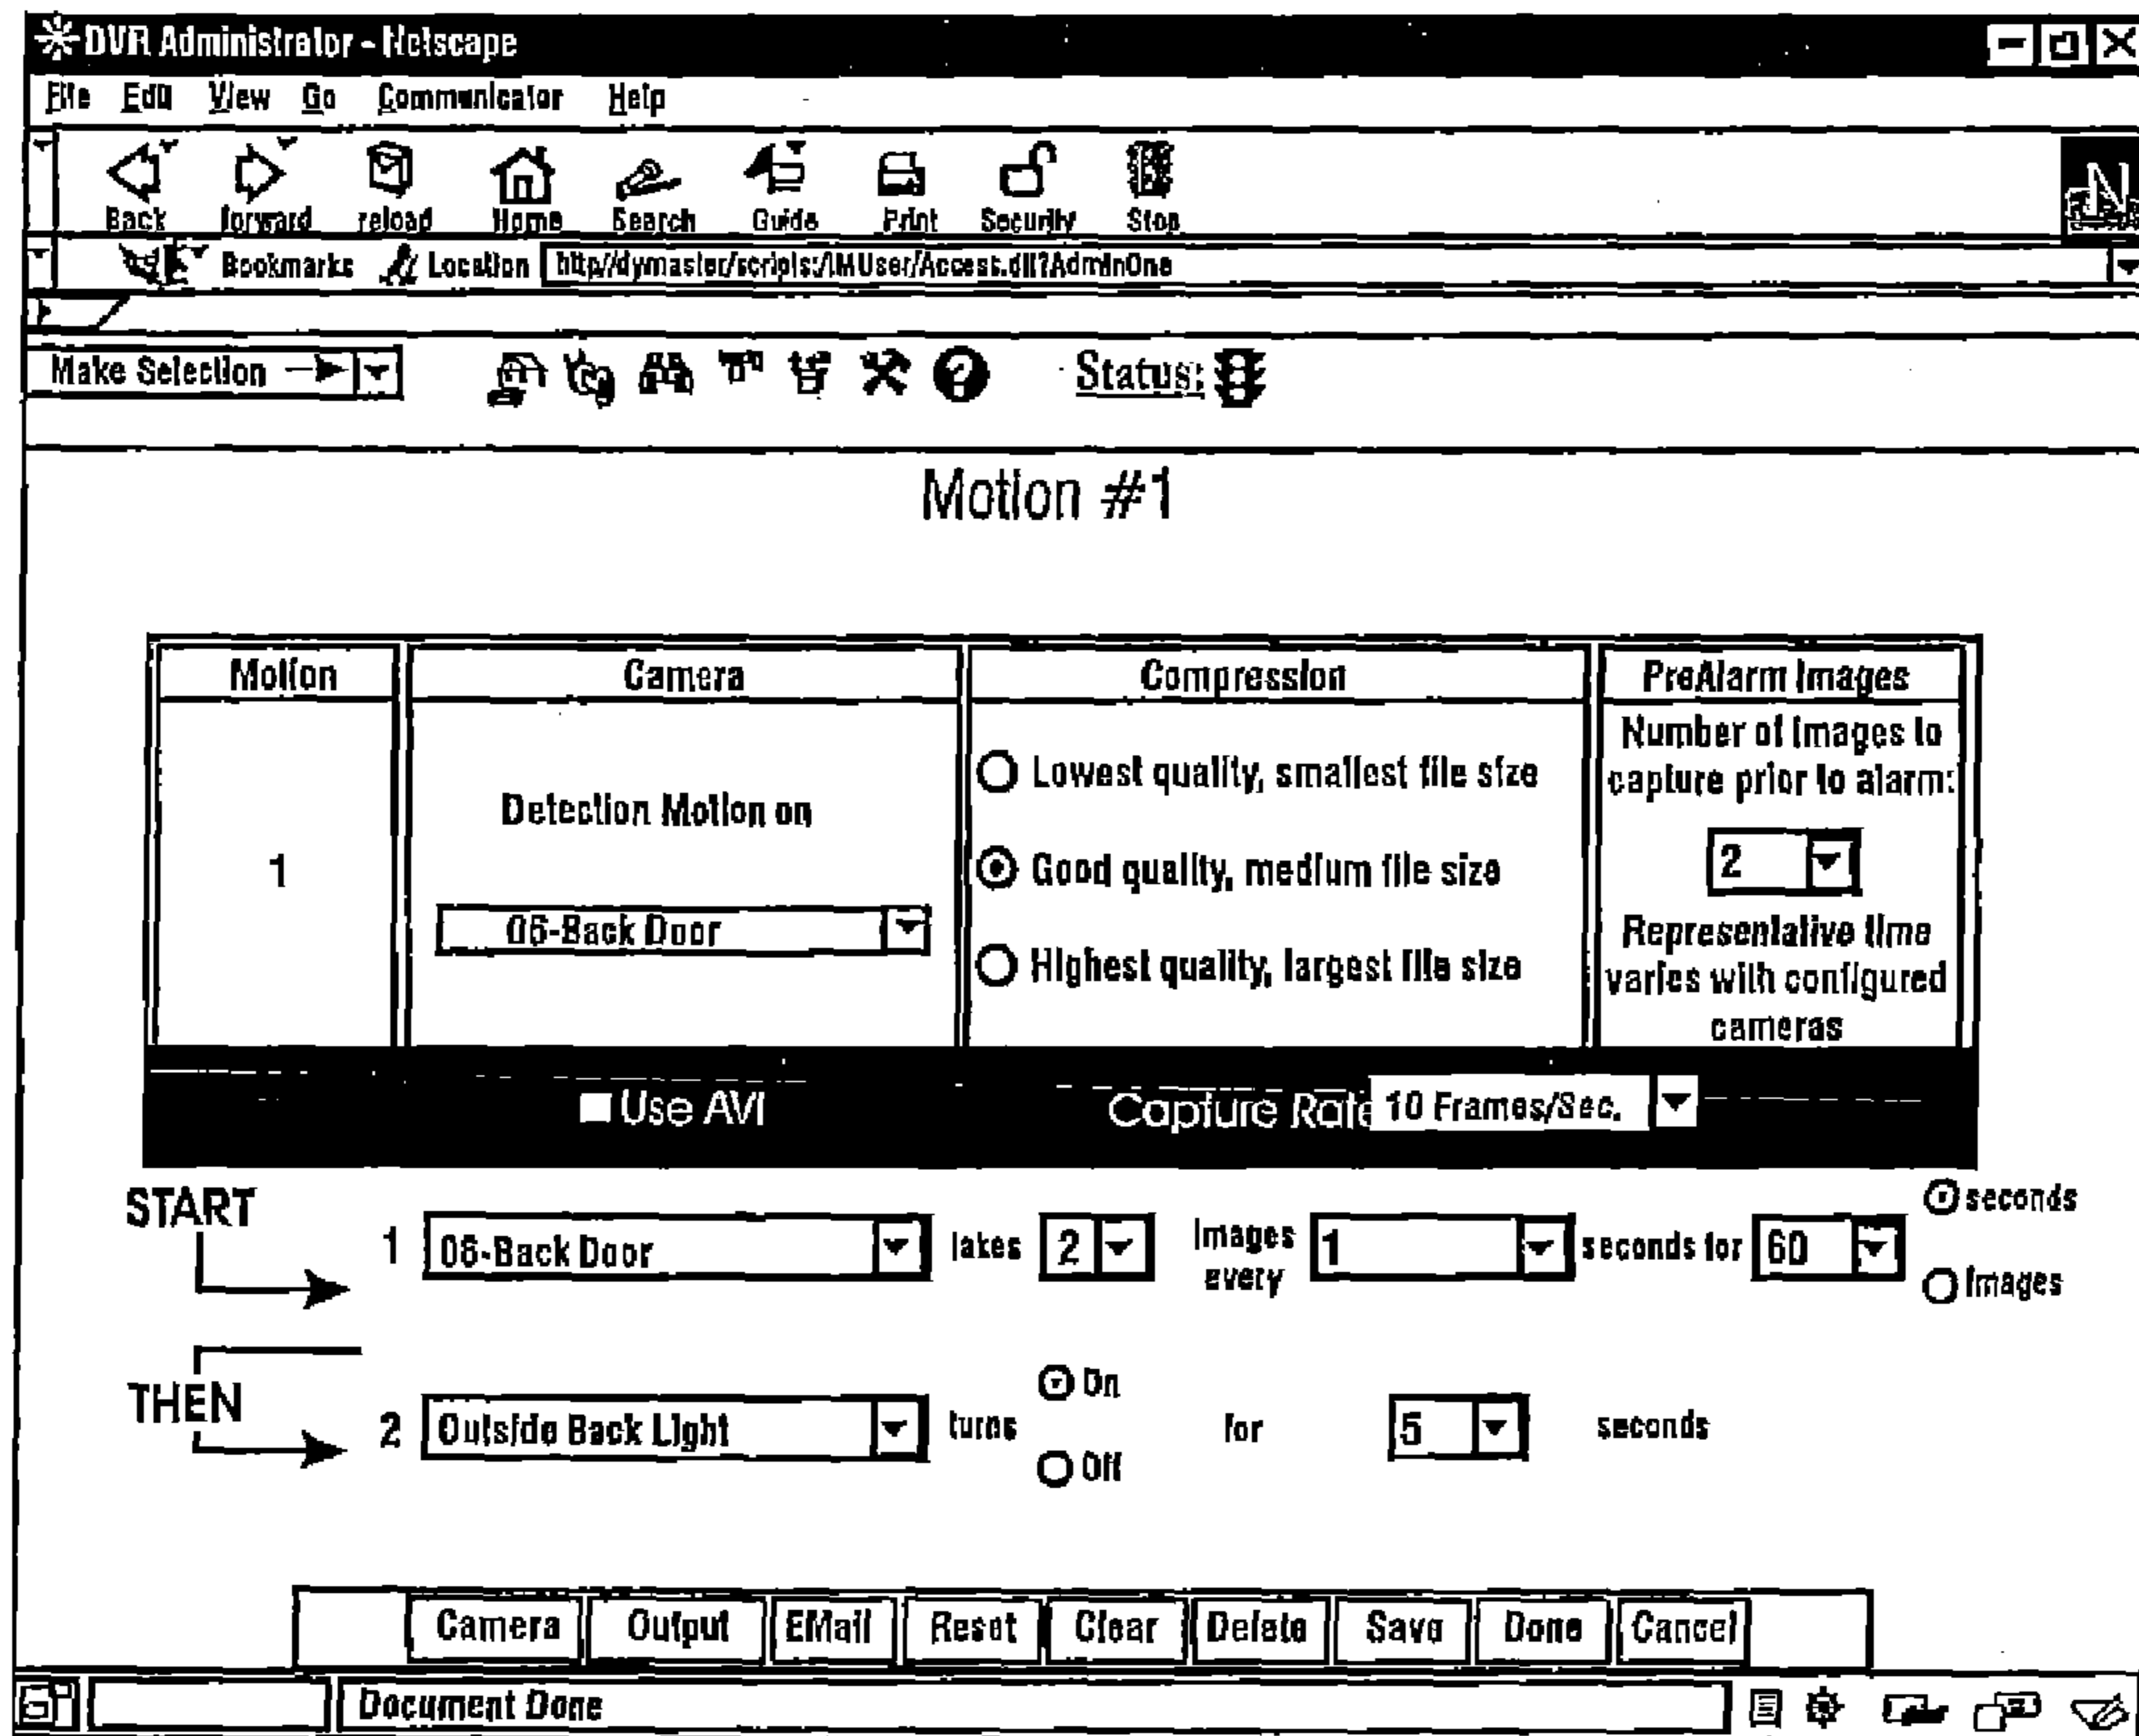 DVR Administrator - Netscape
File Edit View Go Communicator Help
Back forward reload Home Search Guide Print Security Stop
N
Bookmarks Location http//dymaster/scripts:/IMUser/Access.dll?AdminOne
Make Selection Status:
Motion #1
Motion Camera Compression PreAlarm Images
1
Detection Motion on
06-Back Door
Lowest quality, smallest file size
Good quality, medium file size
Highest quality, largest file size
Number of Images to
capture prior to alarm:
2
Representative time
varies with configured
cameras
Use AVI Capture Rate 10 Frames/Sec.
START 1 06-Back Door takes 2 Images every 1 seconds for 60 seconds
Images
THEN 2 Outside Back Light turns On Off for 5 seconds
Camera Output EMail Reset Clear Delete Save Done Cancel
Document Done